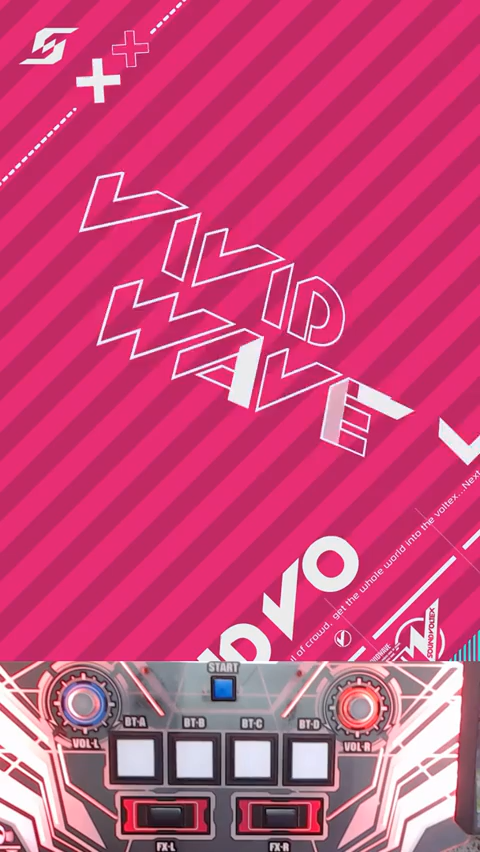 VIVID
WAVE
get the whole world into the voltex...Next
of crowd,
SOUND VOLTEX
START
BT-A
BT-B
BT-C
BT-D
VOL-L
VOL-R
FX-L
FX-R